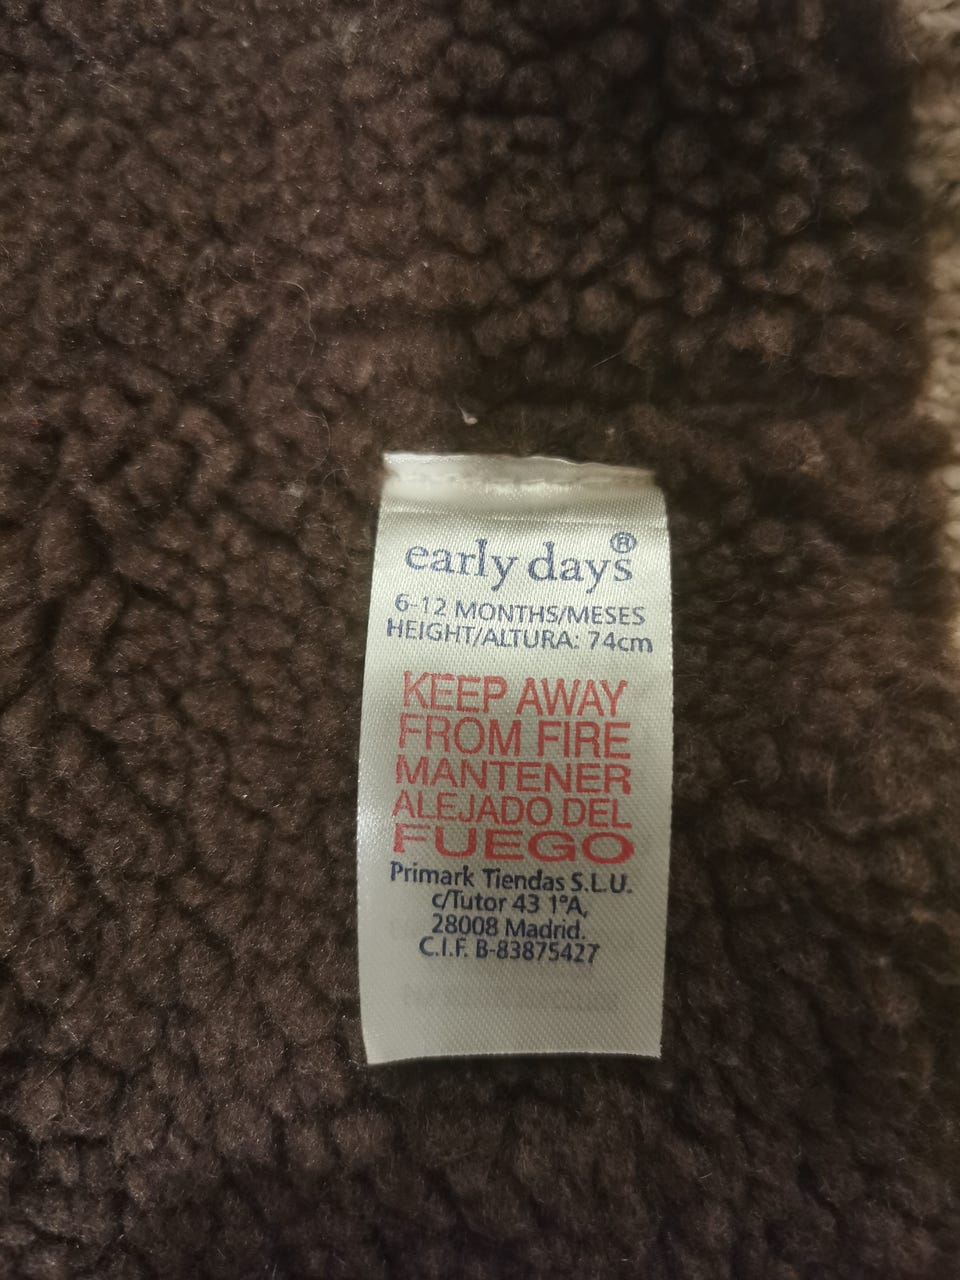 early days®
6-12 MONTHS/MESES
HEIGHT/ALTURA: 74cm
KEEP AWAY
FROM FIRE
MANTENER
ALEJADO DEL
FUEGO
Primark Tiendas S.L.U.
c/Tutor 43 1°A,
28008 Madrid.
C.I.F. B-83875427